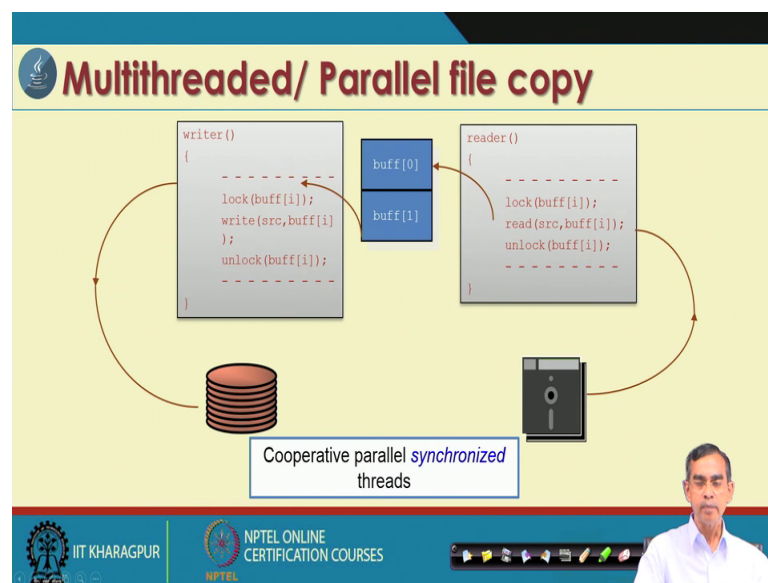 Multithreaded/ Parallel file copy
writer()
{
- - - - - - - - -
lock(buff[i]);
write(src,buff[i]
);
unlock(buff[i]);
- - - - - - - - -
}
buff[0]
buff[1]
reader()
{
- - - - - - - - -
lock(buff[i]);
read(src,buff[i]);
unlock(buff[i]);
- - - - - - - - -
}
Cooperative parallel synchronized
threads
IIT KHARAGPUR
NPTEL
NPTEL ONLINE
CERTIFICATION COURSES